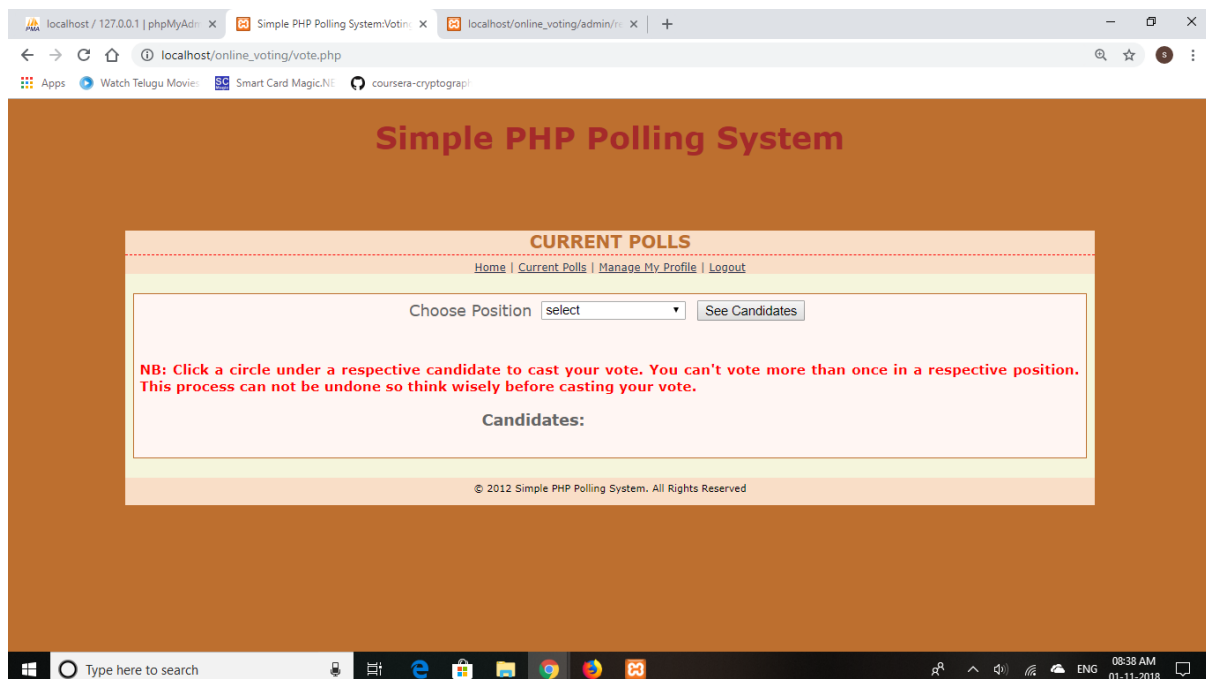 localhost / 127.0.0.1 | phpMyAdm
Simple PHP Polling System:Voting
localhost/online_voting/admin/re
localhost/online_voting/vote.php
s
Apps
Watch Telugu Movies
SC
Smart Card Magic.NE
coursera-cryptograph
Simple PHP Polling System
CURRENT POLLS
Home | Current Polls | Manage My Profile | Logout
Choose Position select See Candidates
NB: Click a circle under a respective candidate to cast your vote. You can't vote more than once in a respective position.
This process can not be undone so think wisely before casting your vote.
Candidates:
© 2012 Simple PHP Polling System. All Rights Reserved
Type here to search
ENG
08:38 AM
01-11-2018